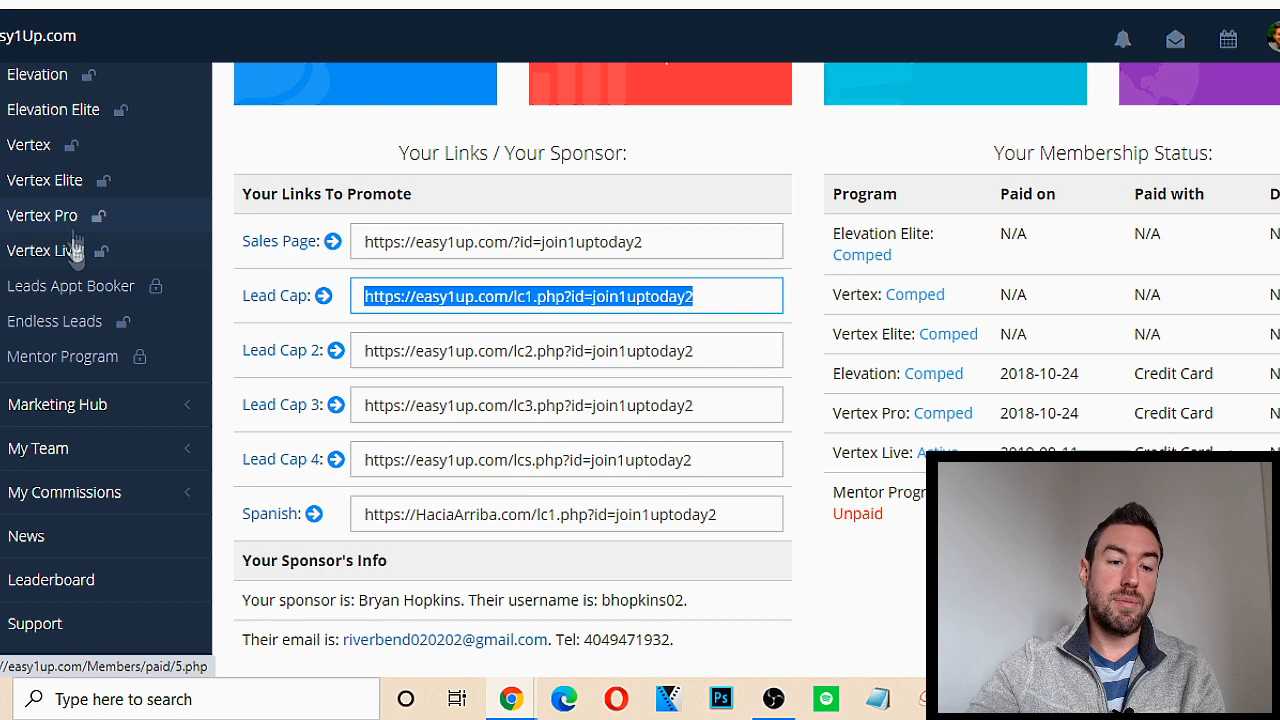 sy1Up.com
Elevation
Elevation Elite
Vertex
Vertex Elite
Vertex Pro
Vertex Live
Leads Appt Booker
Endless Leads
Mentor Program
Marketing Hub
My Team
My Commissions
News
Leaderboard
Support
//easy1up.com/Members/paid/5.php
Your Links / Your Sponsor:
Your Links To Promote
Sales Page: https://easy1up.com/?id=join1uptoday2
Lead Cap: https://easy1up.com/lc1.php?id=join1uptoday2
Lead Cap 2: https://easy1up.com/lc2.php?id=join1uptoday2
Lead Cap 3: https://easy1up.com/lc3.php?id=join1uptoday2
Lead Cap 4: https://easy1up.com/lcs.php?id=join1uptoday2
Spanish: https://HaciaArriba.com/lc1.php?id=join1uptoday2
Your Sponsor's Info
Your sponsor is: Bryan Hopkins. Their username is: bhopkins02.
Their email is: riverbend020202@gmail.com. Tel: 4049471932.
Your Membership Status:
Program Paid on Paid with D
Elevation Elite: N/A N/A N
Comped
Vertex: Comped N/A N/A N
Vertex Elite: Comped N/A N/A N
Elevation: Comped 2018-10-24 Credit Card N
Vertex Pro: Comped 2018-10-24 Credit Card N
Vertex Live: Credit Card
Mentor Progr
Unpaid
Type here to search
Ps